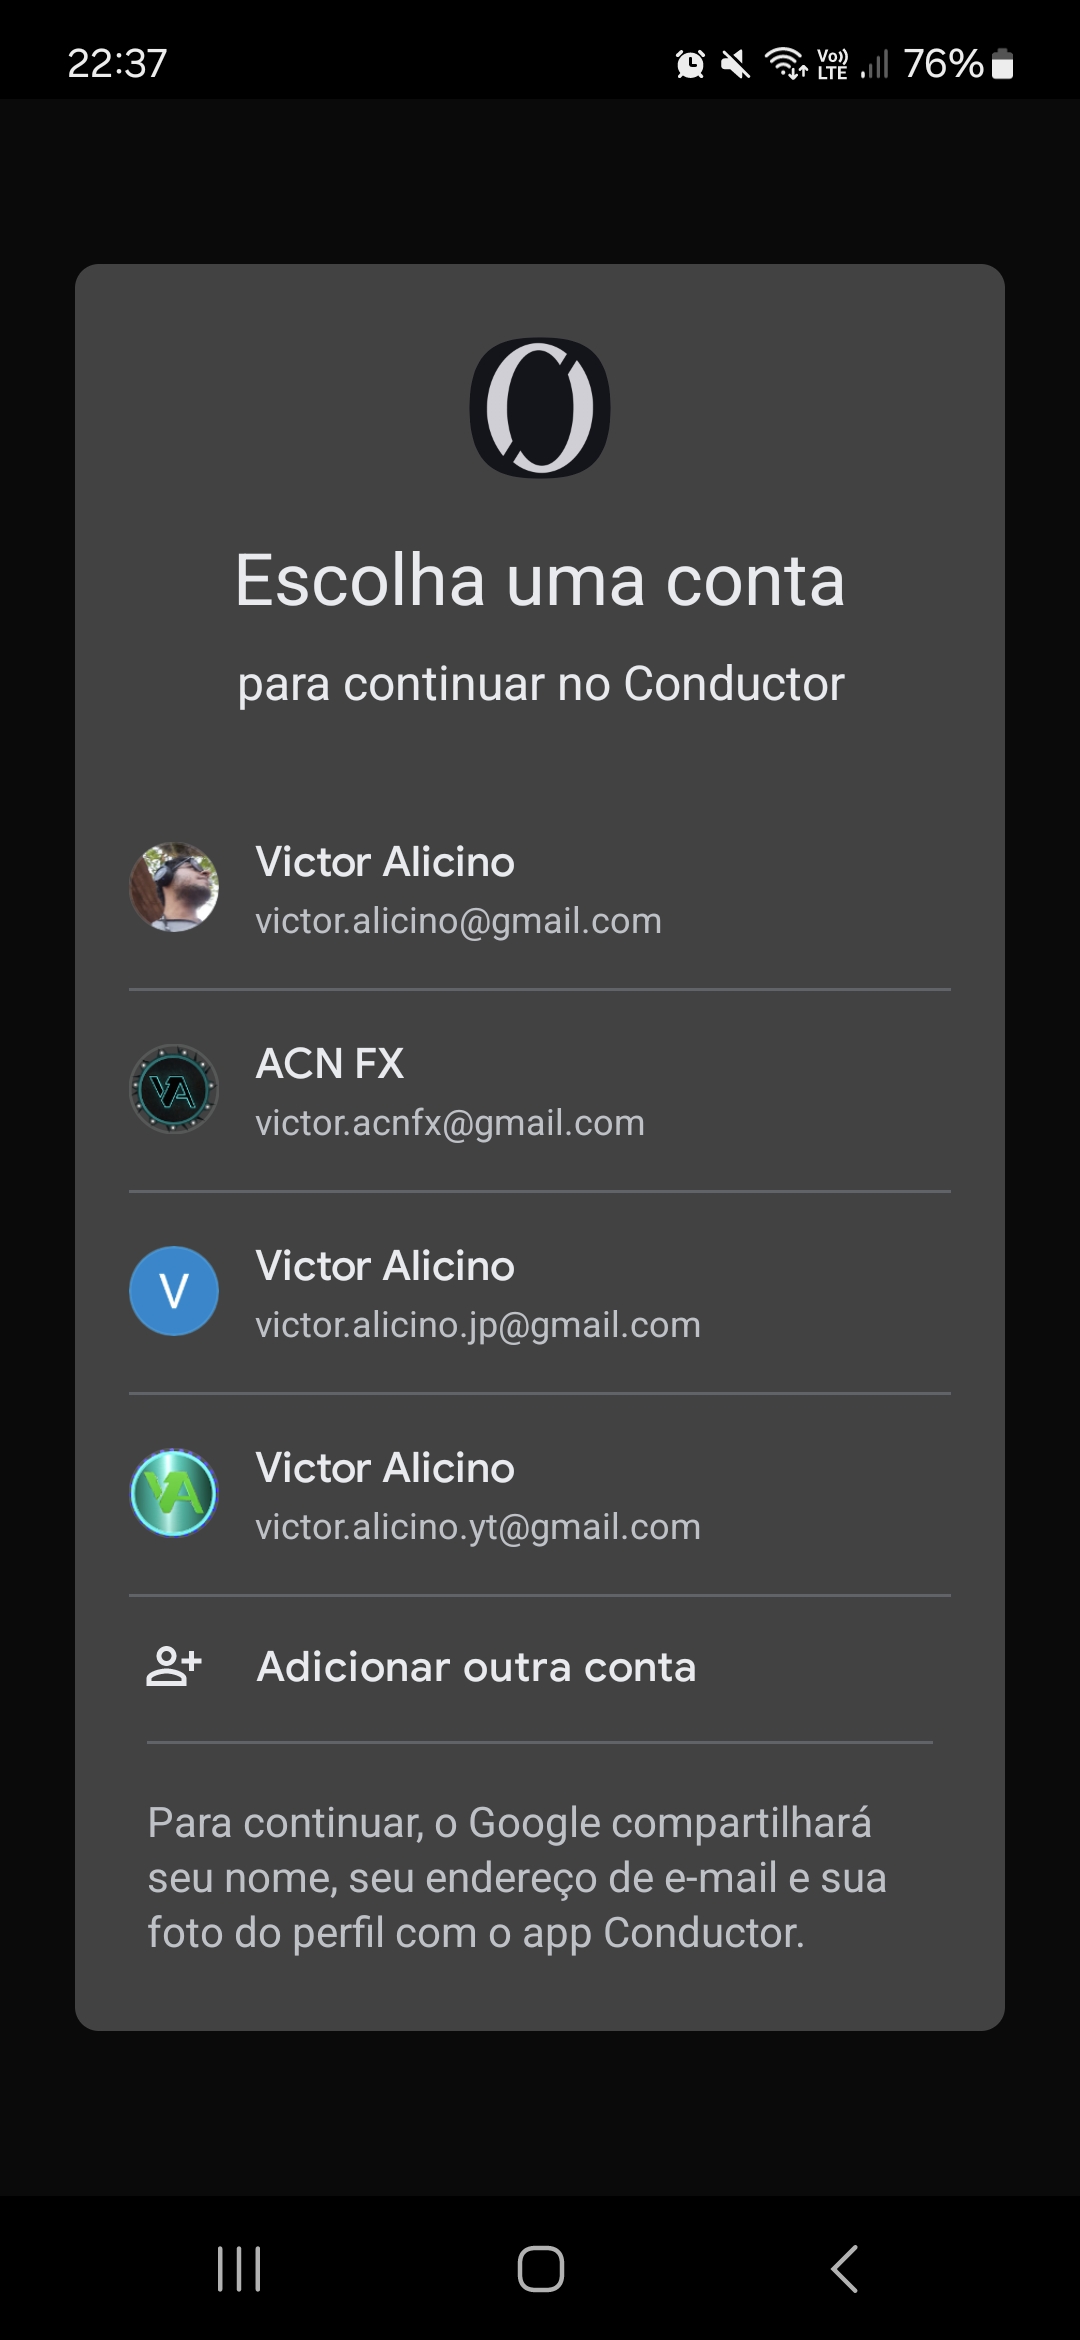 22:37
Vo)) LTE 76%
Escolha uma conta
para continuar no Conductor
Victor Alicino
victor.alicino@gmail.com
ACN FX
victor.acnfx@gmail.com
V
Victor Alicino
victor.alicino.jp@gmail.com
VA
Victor Alicino
victor.alicino.yt@gmail.com
Adicionar outra conta
Para continuar, o Google compartilhará
seu nome, seu endereço de e-mail e sua
foto do perfil com o app Conductor.